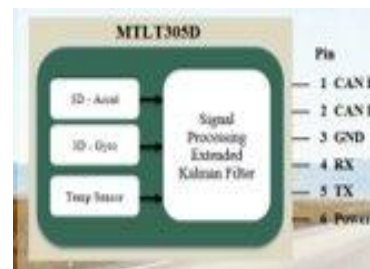 MTLT305D
Pin
3D - Accel
3D - Gyro
Temp Sensor
Signal
Processing
Extended
Kalman Filter
1 CAN
2 CAN
3 GND
4 RX
5 TX
6 Power